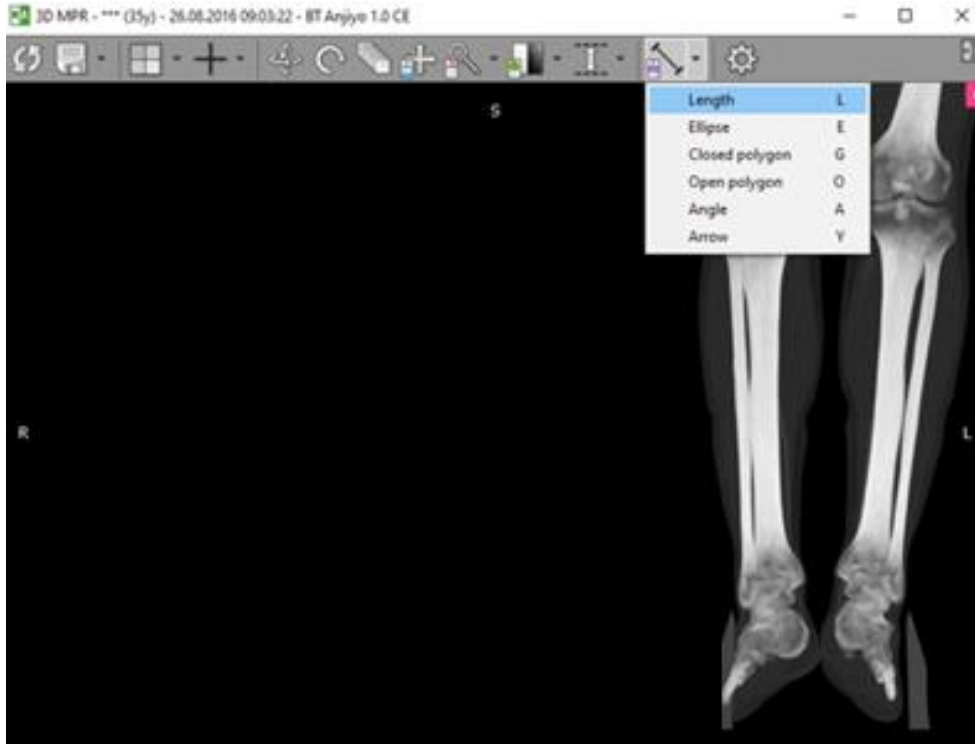 3D MPR - *** (35y) - 26.08.2016 09:03:22 - BT Anjiyo 1.0 CE
S
Length L
Ellipse E
Closed polygon G
Open polygon O
Angle A
Arrow Y
R
L